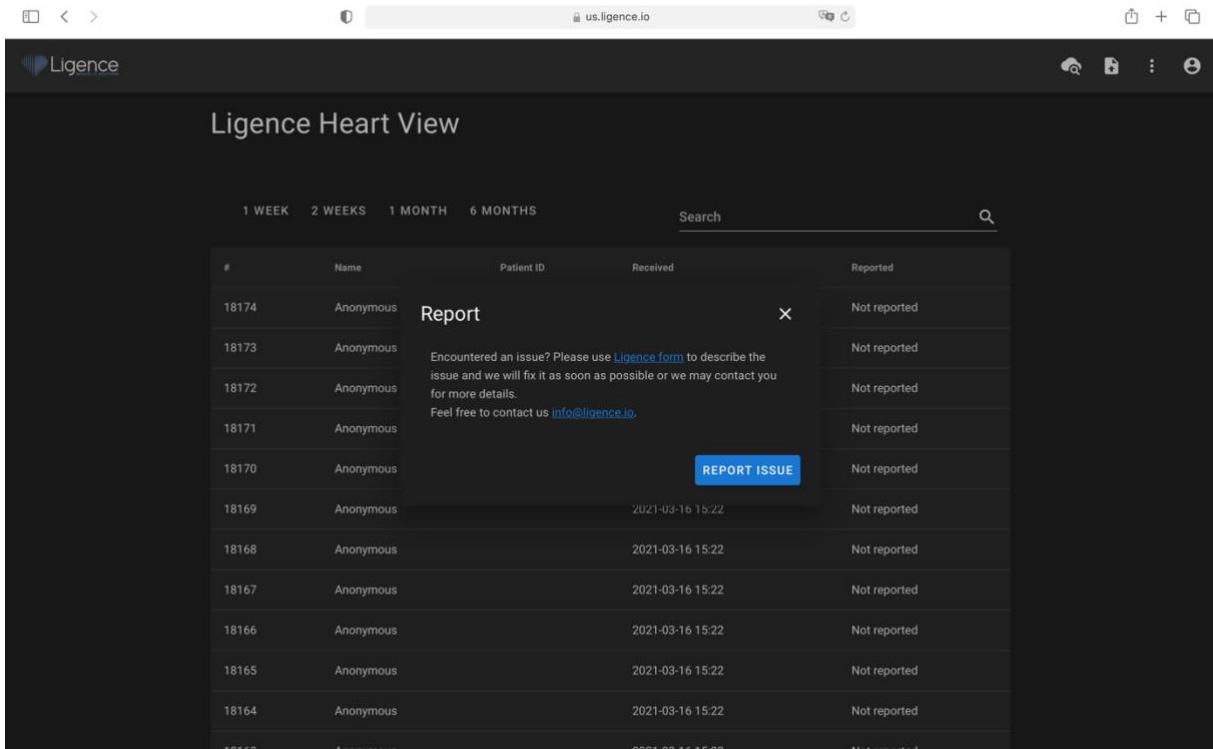 us.ligence.io
Ligence
Ligence Heart View
1 WEEK 2 WEEKS 1 MONTH 6 MONTHS Search
# Name Patient ID Received Reported
18174 Anonymous Not reported
18173 Anonymous Not reported
18172 Anonymous Not reported
18171 Anonymous Not reported
18170 Anonymous Not reported
Report
Encountered an issue? Please use Ligence form to describe the
issue and we will fix it as soon as possible or we may contact you
for more details.
Feel free to contact us info@ligence.io.
REPORT ISSUE
18169 Anonymous 2021-03-16 15:22 Not reported
18168 Anonymous 2021-03-16 15:22 Not reported
18167 Anonymous 2021-03-16 15:22 Not reported
18166 Anonymous 2021-03-16 15:22 Not reported
18165 Anonymous 2021-03-16 15:22 Not reported
18164 Anonymous 2021-03-16 15:22 Not reported